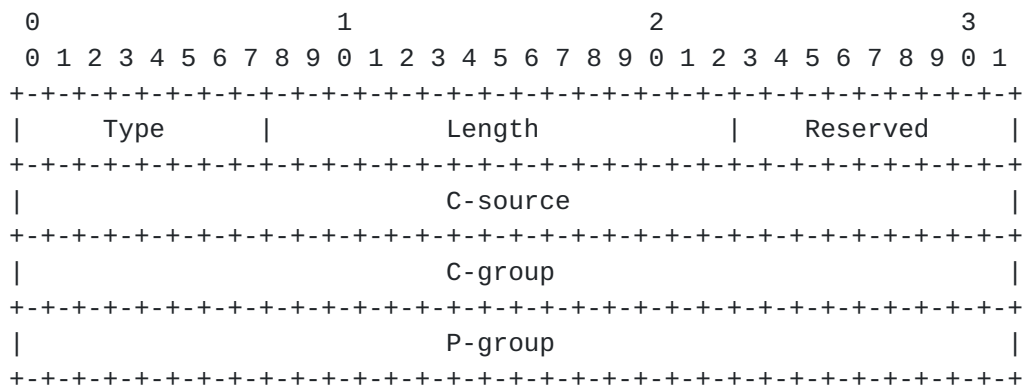 0                   1                   2                   3
 0 1 2 3 4 5 6 7 8 9 0 1 2 3 4 5 6 7 8 9 0 1 2 3 4 5 6 7 8 9 0 1
+-+-+-+-+-+-+-+-+-+-+-+-+-+-+-+-+-+-+-+-+-+-+-+-+-+-+-+-+-+-+-+-+
|     Type      |           Length            |    Reserved     |
+-+-+-+-+-+-+-+-+-+-+-+-+-+-+-+-+-+-+-+-+-+-+-+-+-+-+-+-+-+-+-+-+
|                           C-source                            |
+-+-+-+-+-+-+-+-+-+-+-+-+-+-+-+-+-+-+-+-+-+-+-+-+-+-+-+-+-+-+-+-+
|                           C-group                             |
+-+-+-+-+-+-+-+-+-+-+-+-+-+-+-+-+-+-+-+-+-+-+-+-+-+-+-+-+-+-+-+-+
|                           P-group                             |
+-+-+-+-+-+-+-+-+-+-+-+-+-+-+-+-+-+-+-+-+-+-+-+-+-+-+-+-+-+-+-+-+